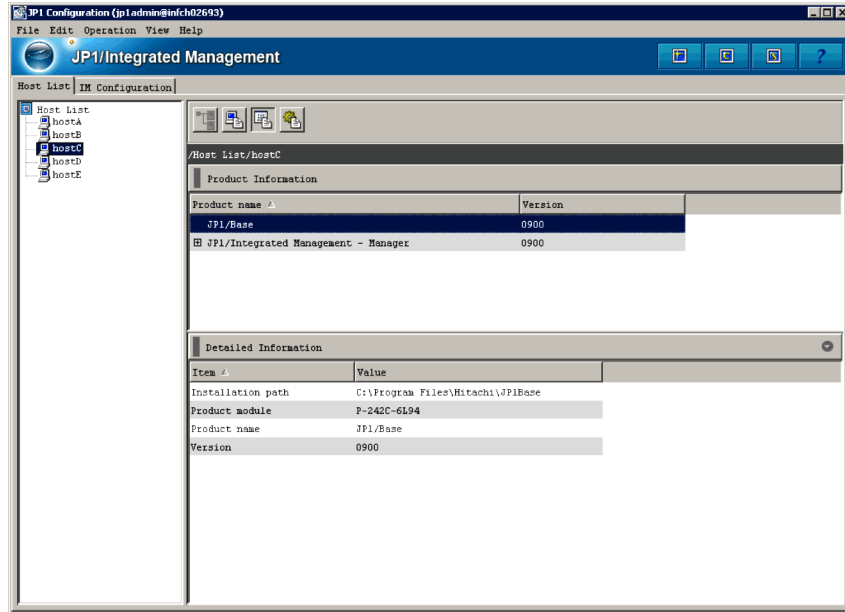 JP1 Configuration (jp1admin@infch02693)
File Edit Operation View Help
JP1/Integrated Management
?
Host List IM Configuration
Host List
hostA
hostB
hostC
hostD
hostE
/Host List/hostC
Product Information
Product name Version
JP1/Base 0900
JP1/Integrated Management - Manager 0900
Detailed Information
Item Value
Installation path C:\Program Files\Hitachi\JP1Base
Product module P-242C-6L94
Product name JP1/Base
Version 0900